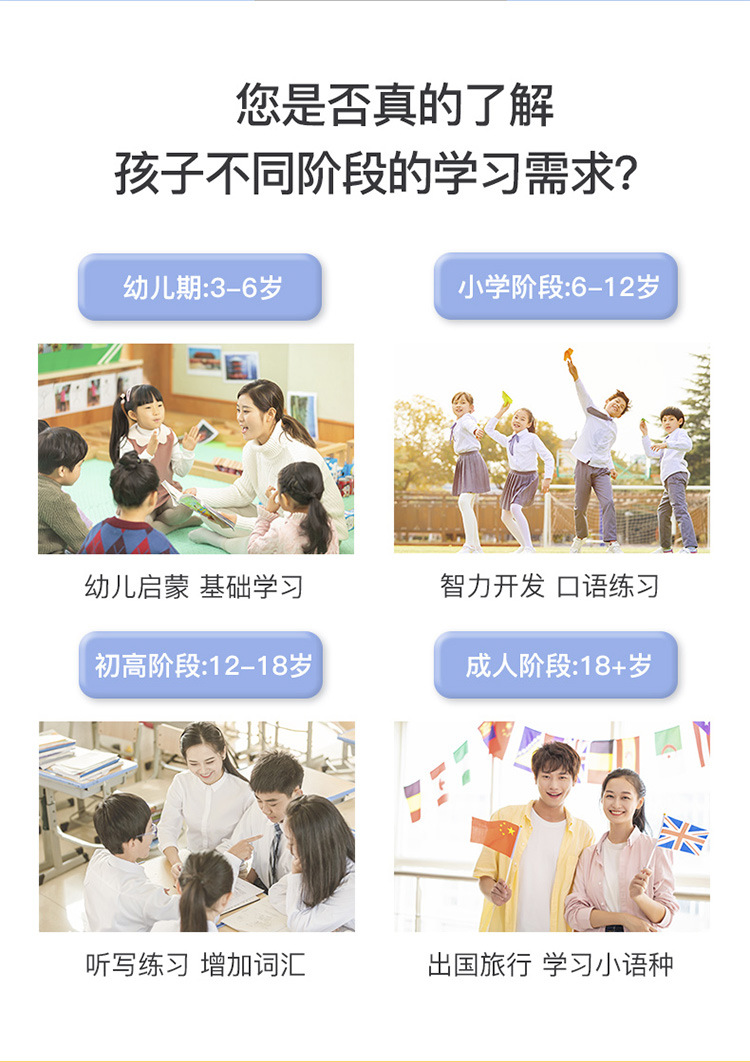 您是否真的了解
孩子不同阶段的学习需求?
幼儿期:3-6岁
小学阶段:6-12岁
幼儿启蒙 基础学习
智力开发 口语练习
初高阶段:12-18岁
成人阶段:18+岁
听写练习 增加词汇
出国旅行 学习小语种